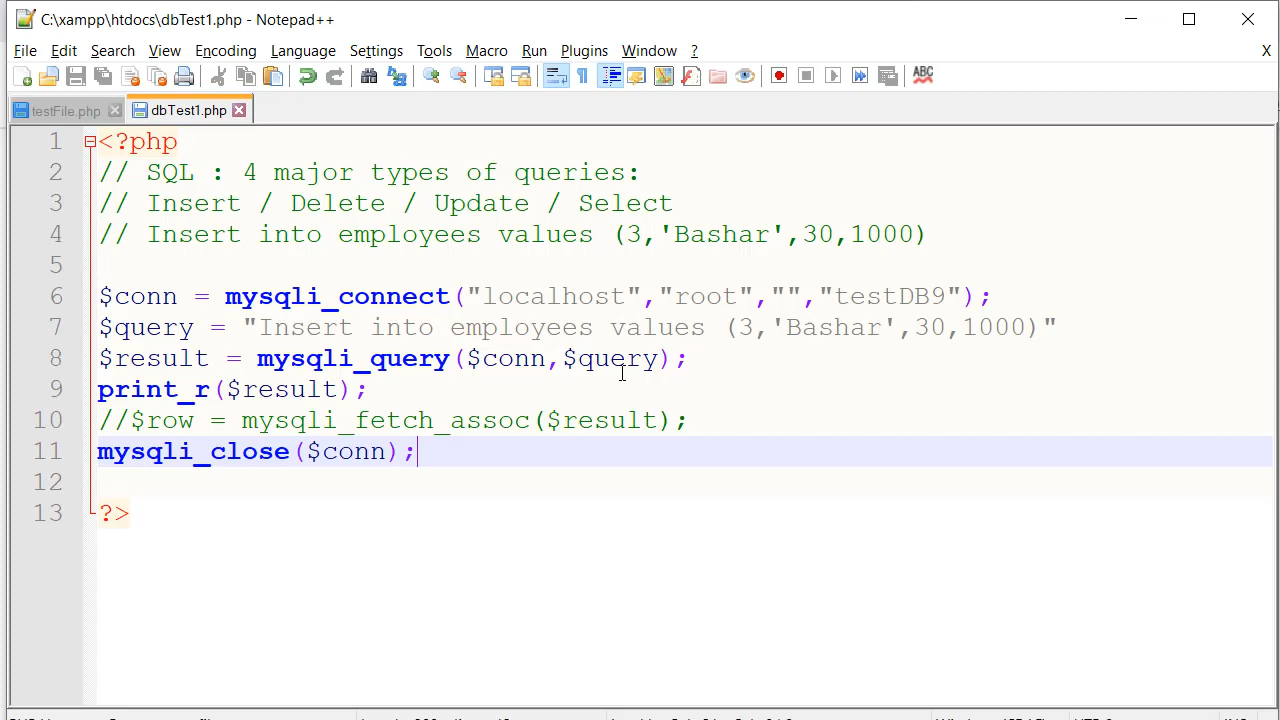 C:\xampp\htdocs\dbTest1.php - Notepad++
File Edit Search View Encoding Language Settings Tools Macro Run Plugins Window ? X
ABC
testFile.php dbTest1.php
1 <?php
2 // SQL : 4 major types of queries:
3 // Insert / Delete / Update / Select
4 // Insert into employees values (3,'Bashar',30,1000)
5
6 $conn = mysqli_connect("localhost","root","","testDB9");
7 $query = "Insert into employees values (3,'Bashar',30,1000)"
8 $result = mysqli_query($conn,$query);
9 print_r($result);
10 //$row = mysqli_fetch_assoc($result);
11 mysqli_close($conn);
12
13 ?>